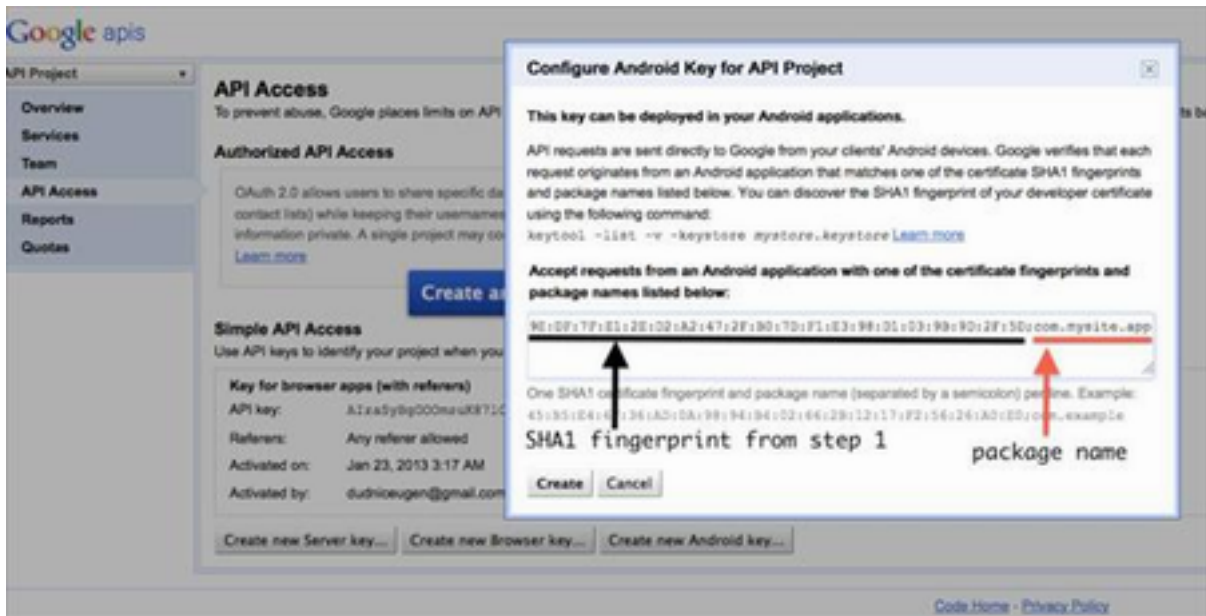 Google apis
API Project
Overview
Services
Team
API Access
Reports
Quotas
API Access
To prevent abuse, Google places limits on API
Authorized API Access
OAuth 2.0 allows users to share specific da
contact lists) while keeping their usernames
information private. A single project may co
Learn more
Create an
Simple API Access
Use API keys to identify your project when you
Key for browser apps (with referers)
API key:
Referers: Any referer allowed
Activated on: Jan 23, 2013 3:17 AM
Activated by: dudniceugen@gmail.com
Create new Server key... Create new Browser key... Create new Android key...
Configure Android Key for API Project
This key can be deployed in your Android applications.
API requests are sent directly to Google from your clients' Android devices. Google verifies that each
request originates from an Android application that matches one of the certificate SHA1 fingerprints
and package names listed below. You can discover the SHA1 fingerprint of your developer certificate
using the following command:
keytool -list -v -keystore mystore.keystore Learn more
Accept requests from an Android application with one of the certificate fingerprints and
package names listed below:
com.mysite.app
One SHA1 certificate fingerprint and package name (separated by a semicolon) per line. Example:
SHA1 fingerprint from step 1
package name
Create Cancel
Code Home - Privacy Policy